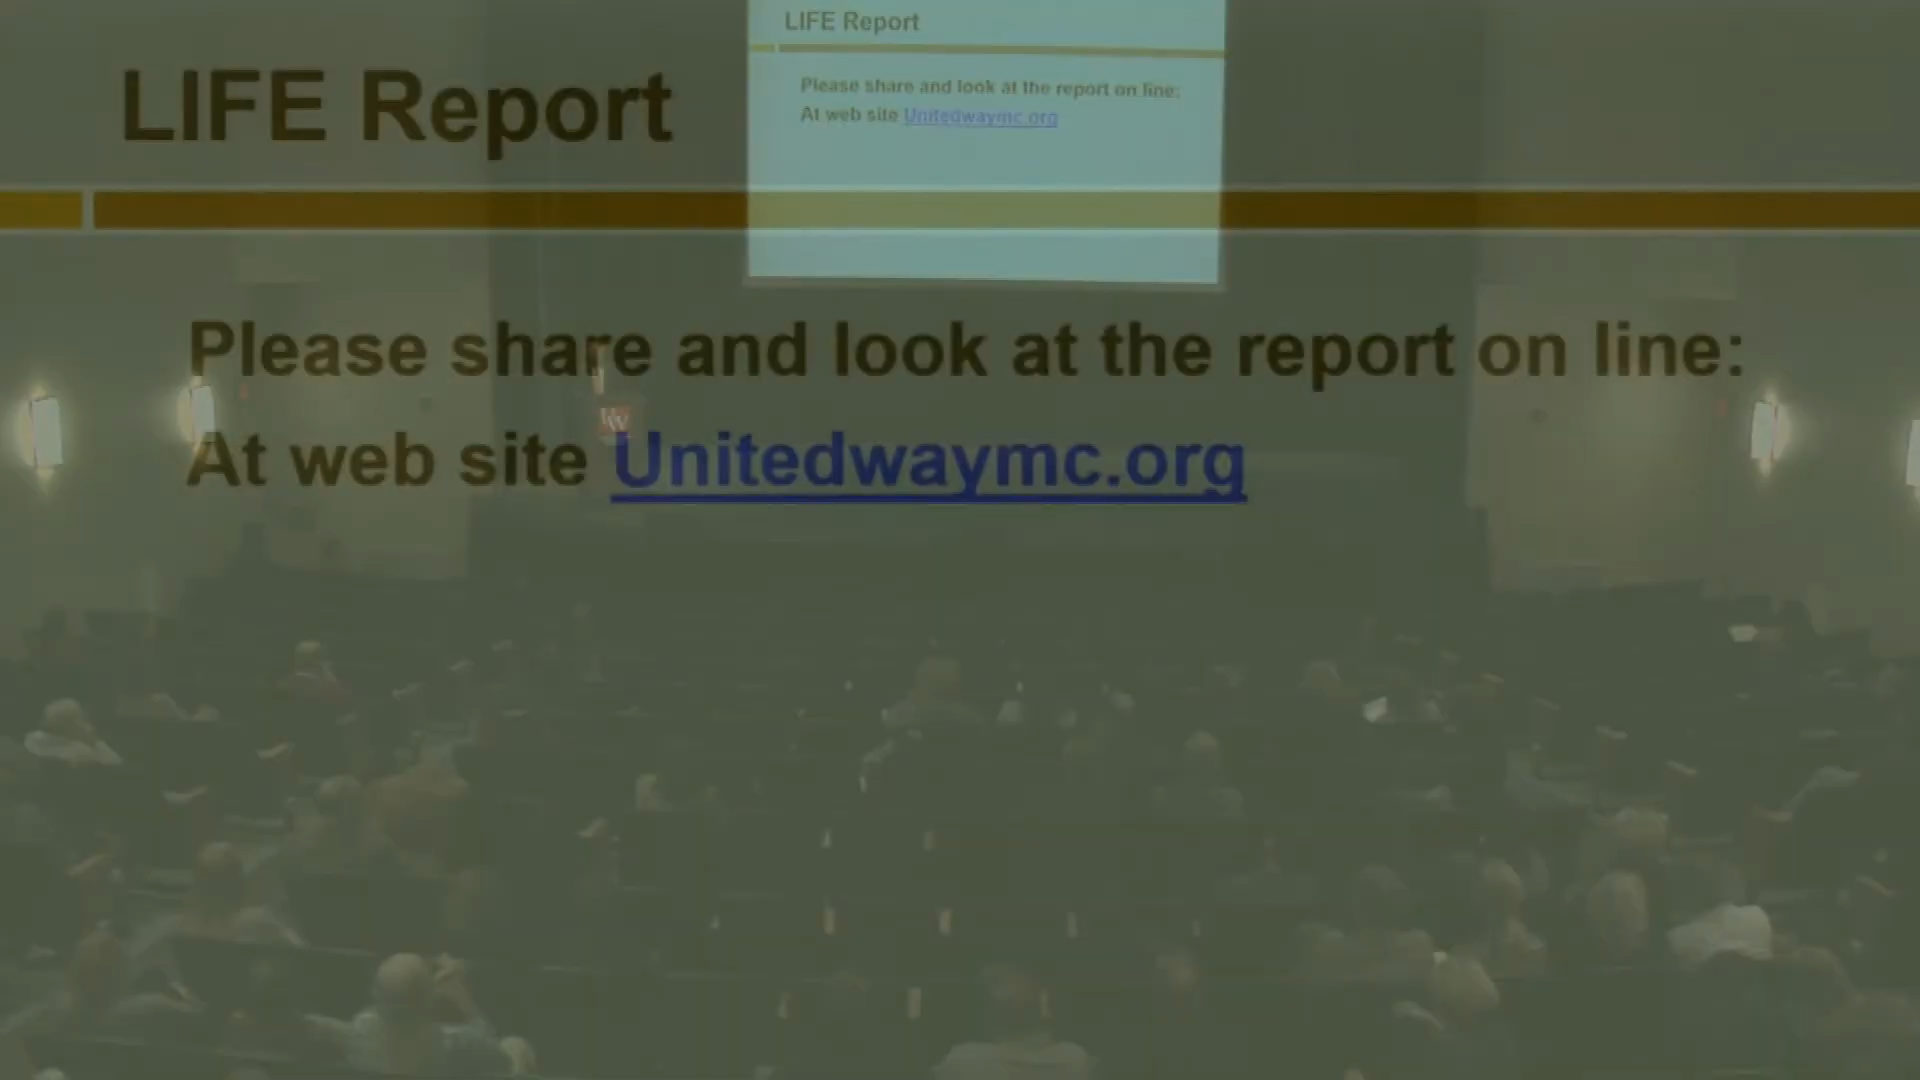 LIFE Report
Please share and look at the report on line:
At web site Unitedwaymc.org
LIFE Report
Please share and look at the report on line:
At web site Unitedwaymc.org
W